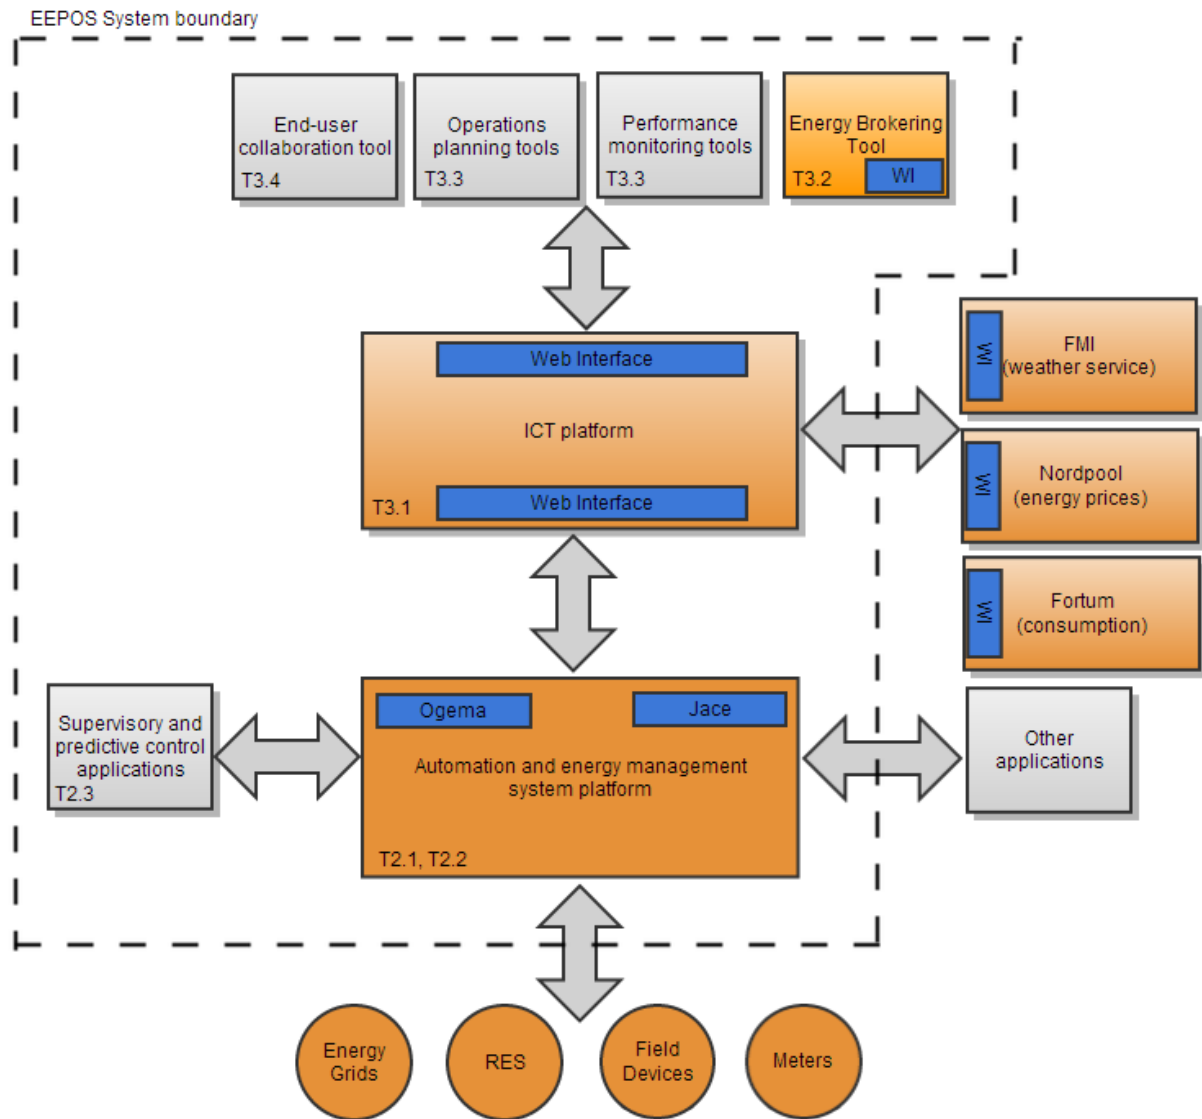 EEPOS System boundary
End-user
collaboration tool
T3.4
Operations
planning tools
T3.3
Performance
monitoring tools
T3.3
Energy Brokering
Tool
T3.2
WI
Web Interface
ICT platform
Web Interface
T3.1
WI
FMI
(weather service)
WI
Nordpool
(energy prices)
WI
Fortum
(consumption)
Supervisory and
predictive control
applications
T2.3
Ogema
Jace
Automation and energy management
system platform
T2.1, T2.2
Other
applications
Energy
Grids
RES
Field
Devices
Meters